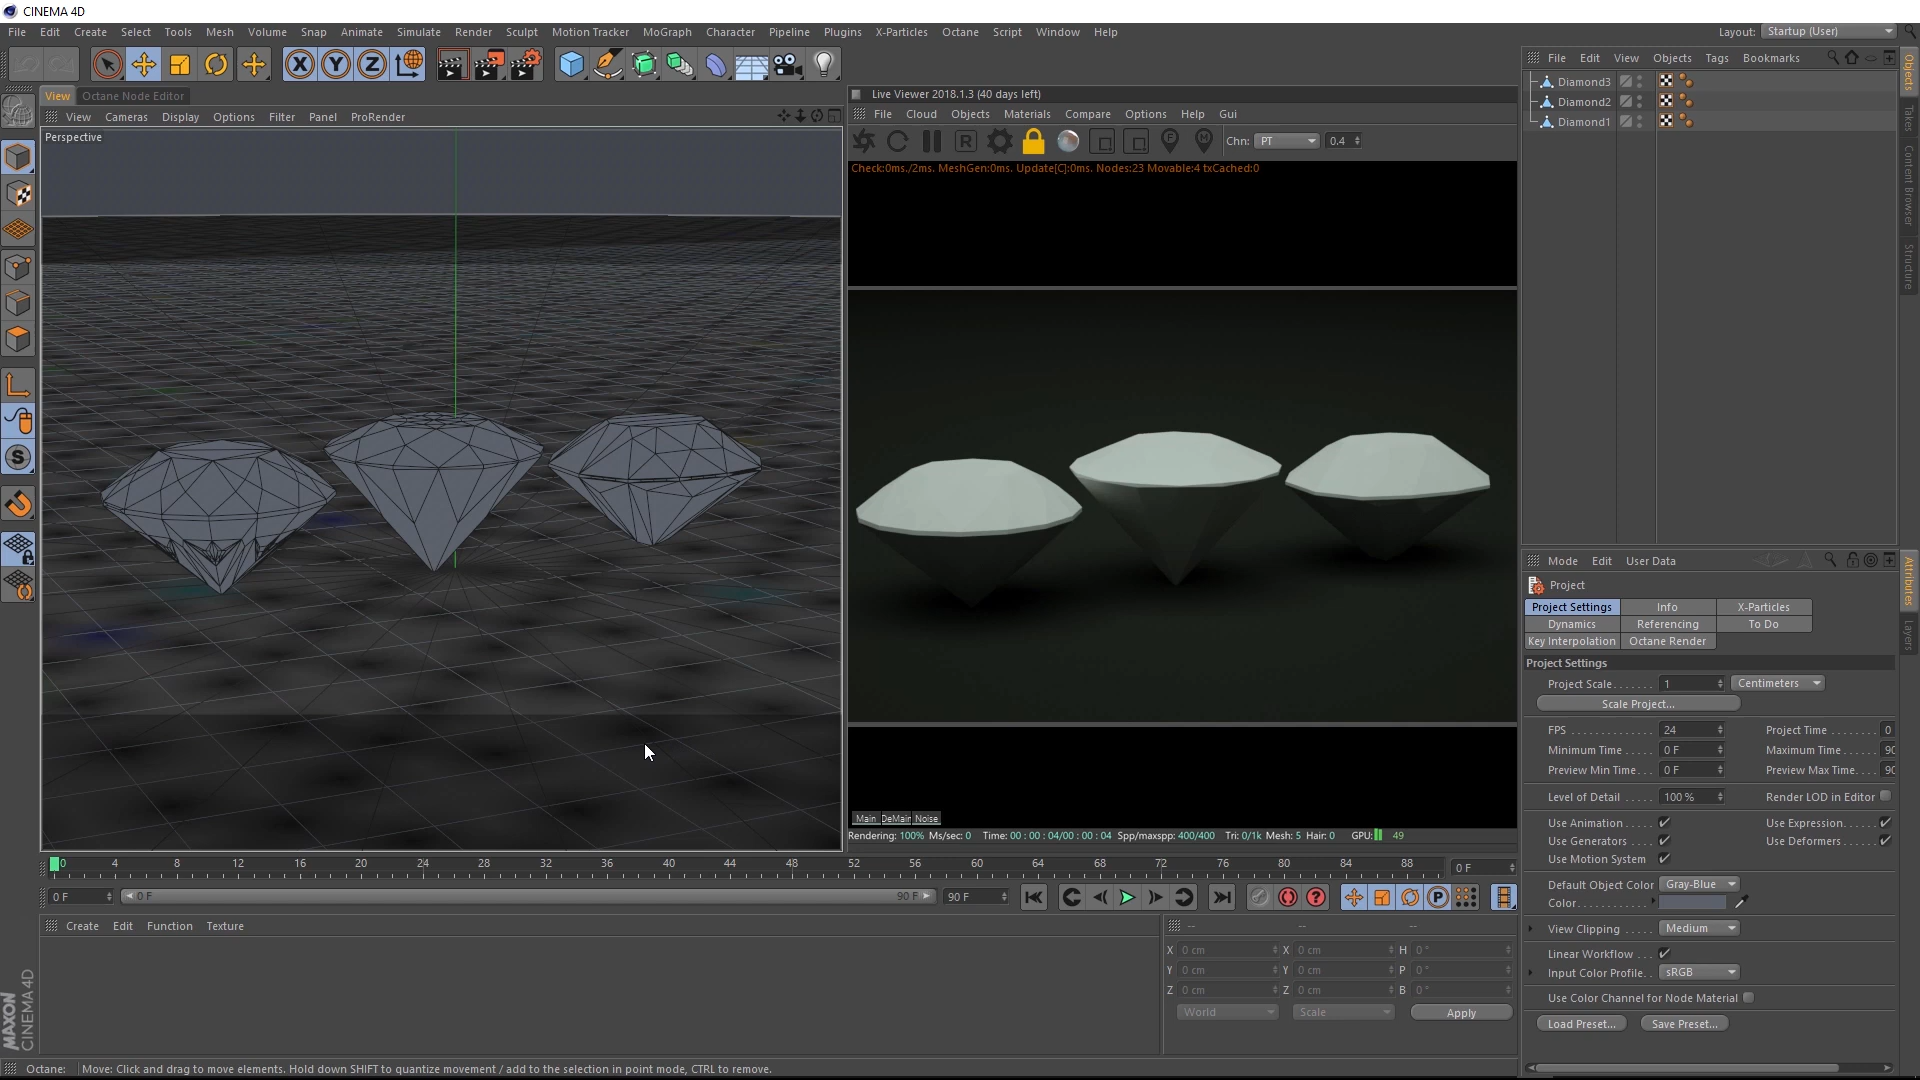 CINEMA 4D
File Edit Create Select Tools Mesh Volume Snap Animate Simulate Render Sculpt Motion Tracker MoGraph Character Pipeline Plugins X-Particles Octane Script Window Help
Layout: Startup (User)
View Octane Node Editor
View Cameras Display Options Filter Panel ProRender
Perspective
Live Viewer 2018.1.3 (40 days left)
File Cloud Objects Materials Compare Options Help Gui
R F M Chn: PT 0.4
Check:0ms./2ms. MeshGen:0ms. Update[C]:0ms. Nodes:23 Movable:4 txCached:0
Main DeMain Noise
Rendering: 100% Ms/sec: 0 Time: 00 : 00 : 04/00 : 00 : 04 Spp/maxspp: 400/400 Tri: 0/1k Mesh: 5 Hair: 0 GPU: 49
File Edit View Objects Tags Bookmarks
Diamond3
Diamond2
Diamond1
Objects
Takes
Content Browser
Structure
Mode Edit User Data
Project
Project Settings Info X-Particles
Dynamics Referencing To Do
Key Interpolation Octane Render
Project Settings
Project Scale. . . . . . . 1 Centimeters
Scale Project...
FPS . . . . . . . . . . . . . 24 Project Time . . . . . . . . 0
Minimum Time . . . . . 0 F Maximum Time . . . . . 90
Preview Min Time. . . 0 F Preview Max Time. . . . 90
Level of Detail . . . . . 100 % Render LOD in Editor
Use Animation . . . . Use Expression. . . . .
Use Generators . . . . Use Deformers. . . . .
Use Motion System
Default Object Color Gray-Blue
Color. . . . . . . . . . . .
View Clipping . . . . . Medium
Linear Workflow . . .
Input Color Profile. . sRGB
Use Color Channel for Node Material
Load Preset... Save Preset...
Attributes
Layers
0 4 8 12 16 20 24 28 32 36 40 44 48 52 56 60 64 68 72 76 80 84 88 0 F
0 F 0 F 90 F 90 F
Create Edit Function Texture
-- -- --
X 0 cm X 0 cm H 0 °
Y 0 cm Y 0 cm P 0 °
Z 0 cm Z 0 cm B 0 °
World Scale Apply
MAXON
CINEMA 4D
Octane: Move: Click and drag to move elements. Hold down SHIFT to quantize movement / add to the selection in point mode, CTRL to remove.